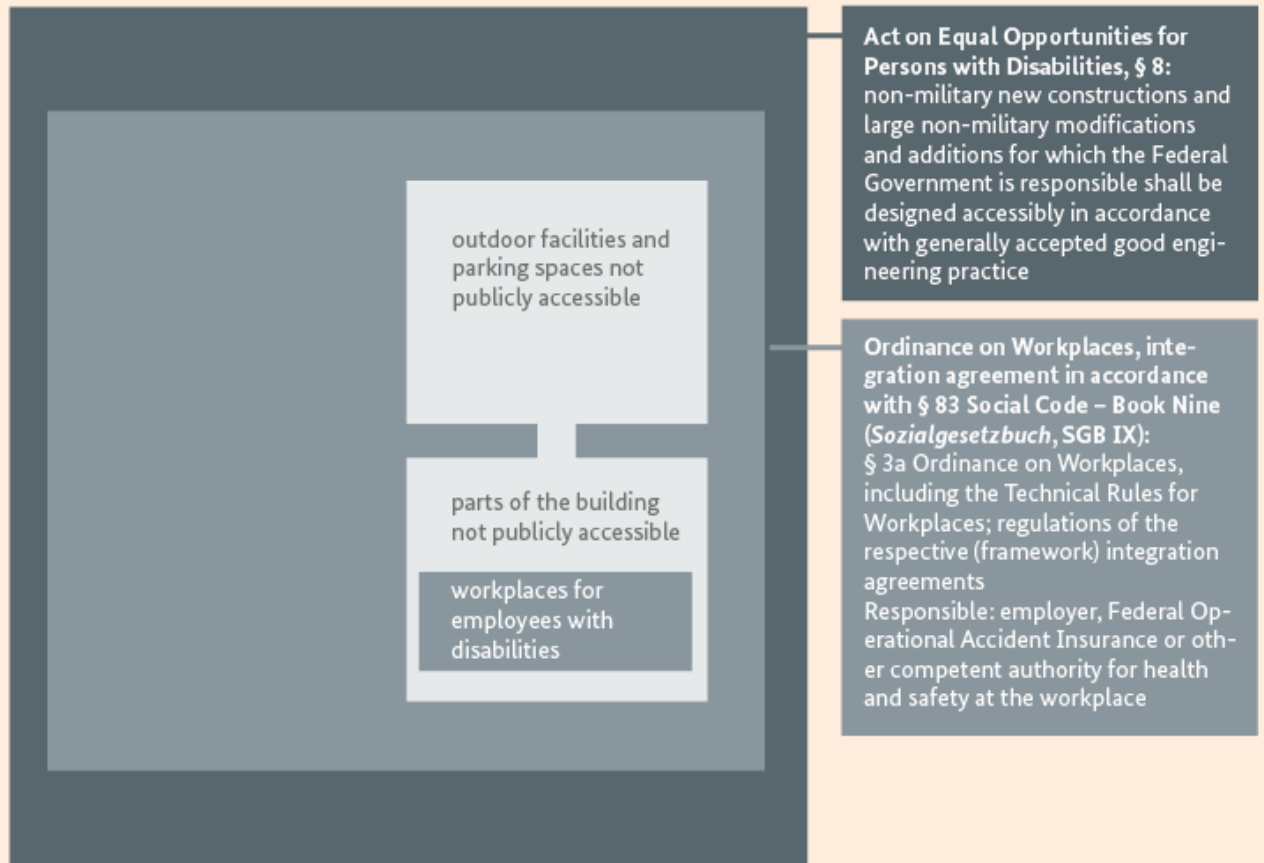 outdoor facilities and
parking spaces not
publicly accessible
parts of the building
not publicly accessible
workplaces for
employees with
disabilities
Act on Equal Opportunities for
Persons with Disabilities, § 8:
non-military new constructions and
large non-military modifications
and additions for which the Federal
Government is responsible shall be
designed accessibly in accordance
with generally accepted good engi-
neering practice
Ordinance on Workplaces, inte-
gration agreement in accordance
with § 83 Social Code – Book Nine
(Sozialgesetzbuch, SGB IX):
§ 3a Ordinance on Workplaces,
including the Technical Rules for
Workplaces; regulations of the
respective (framework) integration
agreements
Responsible: employer, Federal Op-
erational Accident Insurance or oth-
er competent authority for health
and safety at the workplace